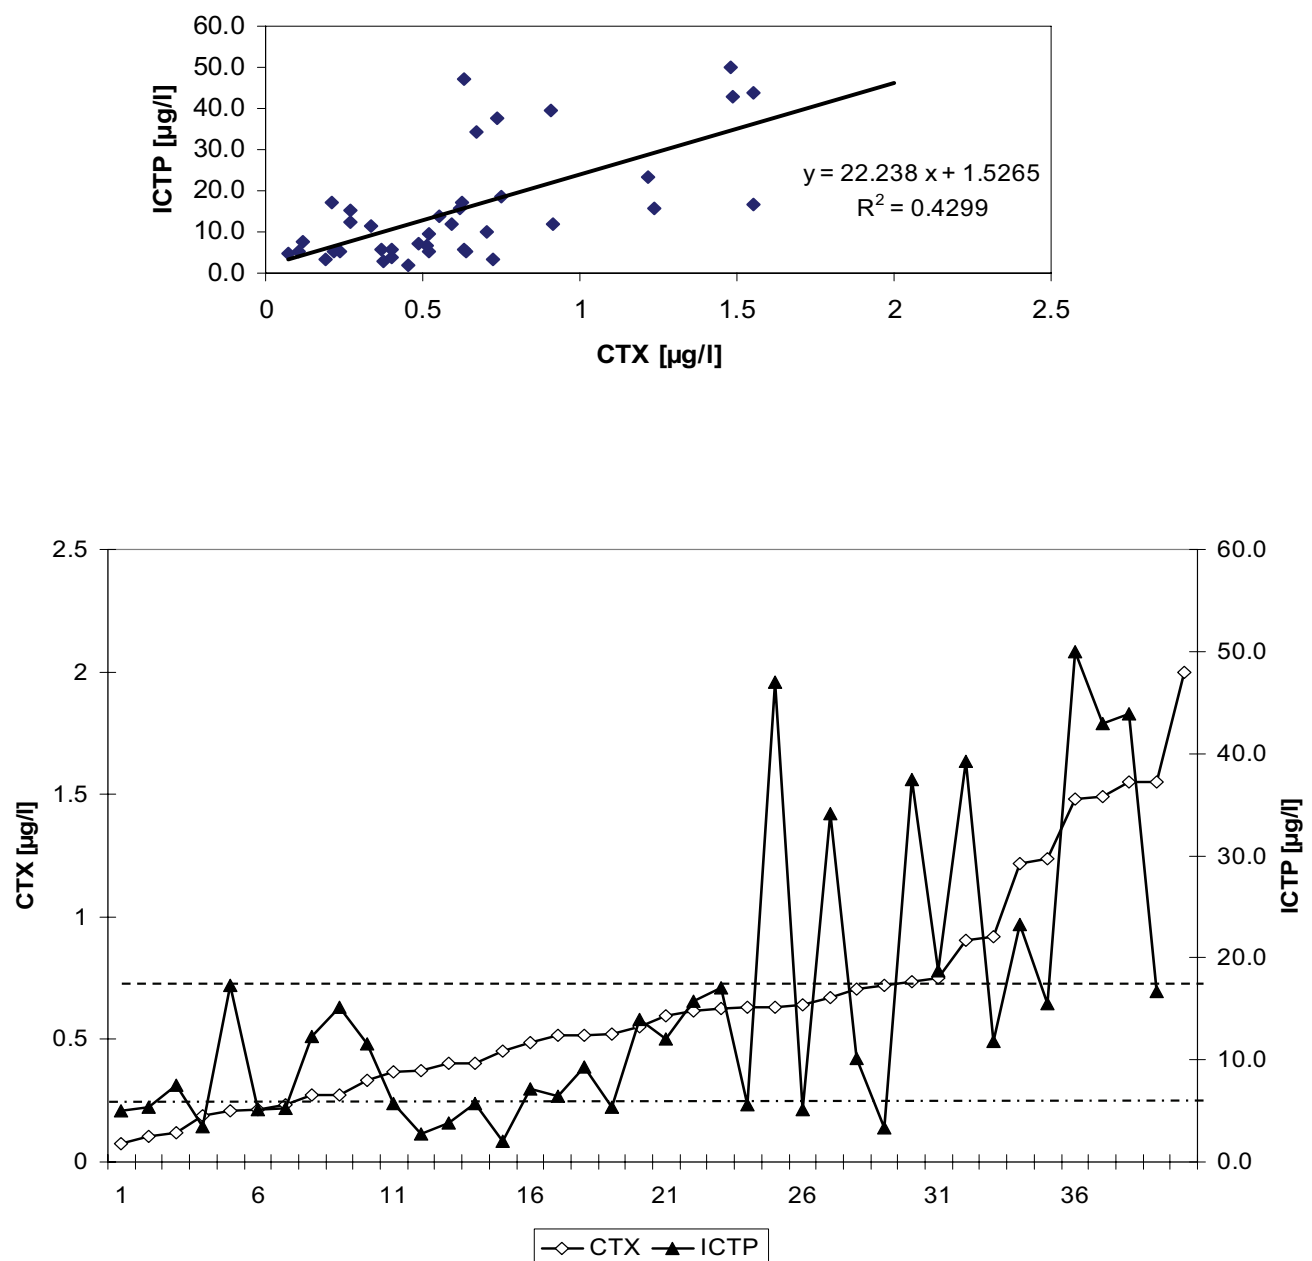 60.0
50.0
40.0
30.0
20.0
10.0
0.0
ICTP [µg/l]
y = 22.238 x + 1.5265
R² = 0.4299
0 0.5 1 1.5 2 2.5
CTX [µg/l]
2.5
2
1.5
1
0.5
0
CTX [µg/l]
60.0
50.0
40.0
30.0
20.0
10.0
0.0
ICTP [µg/l]
1 6 11 16 21 26 31 36
CTX ICTP